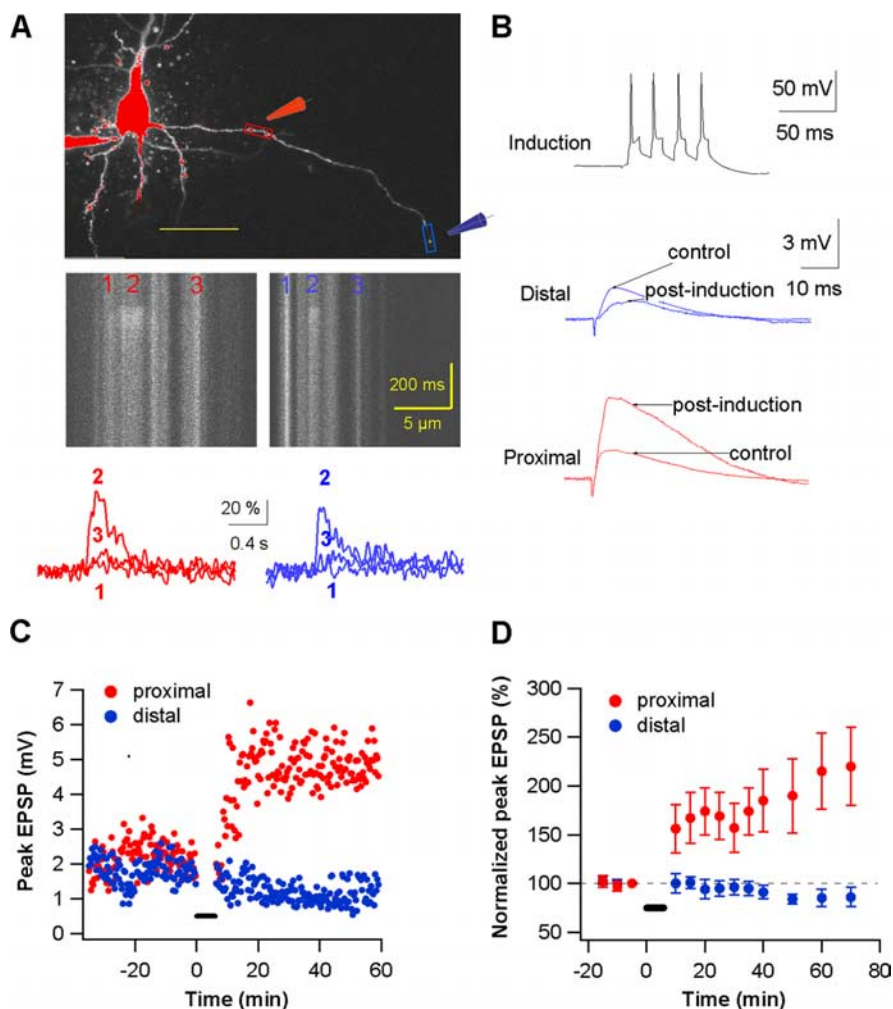 A
1 2 3
1 2 3
200 ms
5 µm
2
3
1
20 %
0.4 s
2
3
1
B
50 mV
50 ms
Induction
3 mV
10 ms
control
Distal
post-induction
post-induction
control
Proximal
C
proximal
distal
7
6
5
4
3
2
1
0
Peak EPSP (mV)
-20 0 20 40 60
Time (min)
D
proximal
distal
300
250
200
150
100
50
Normalized peak EPSP (%)
-20 0 20 40 60 80
Time (min)